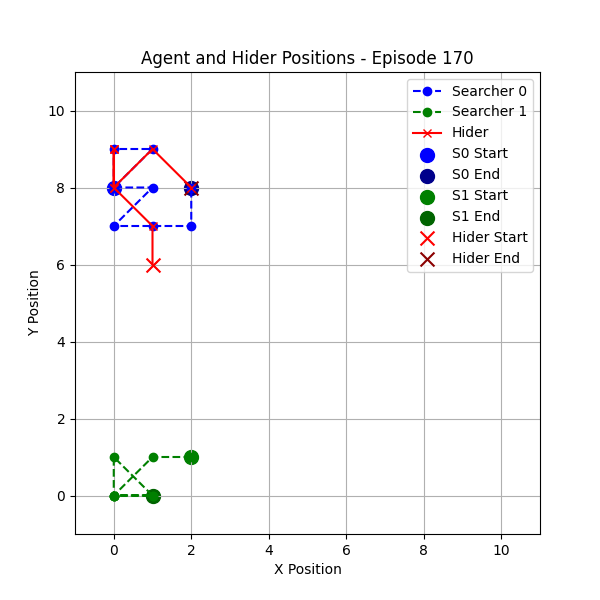 Agent and Hider Positions - Episode 170
Searcher 0
Searcher 1
Hider
S0 Start
S0 End
S1 Start
S1 End
Hider Start
Hider End
Y Position
10
8
6
4
2
0
0 2 4 6 8 10
X Position